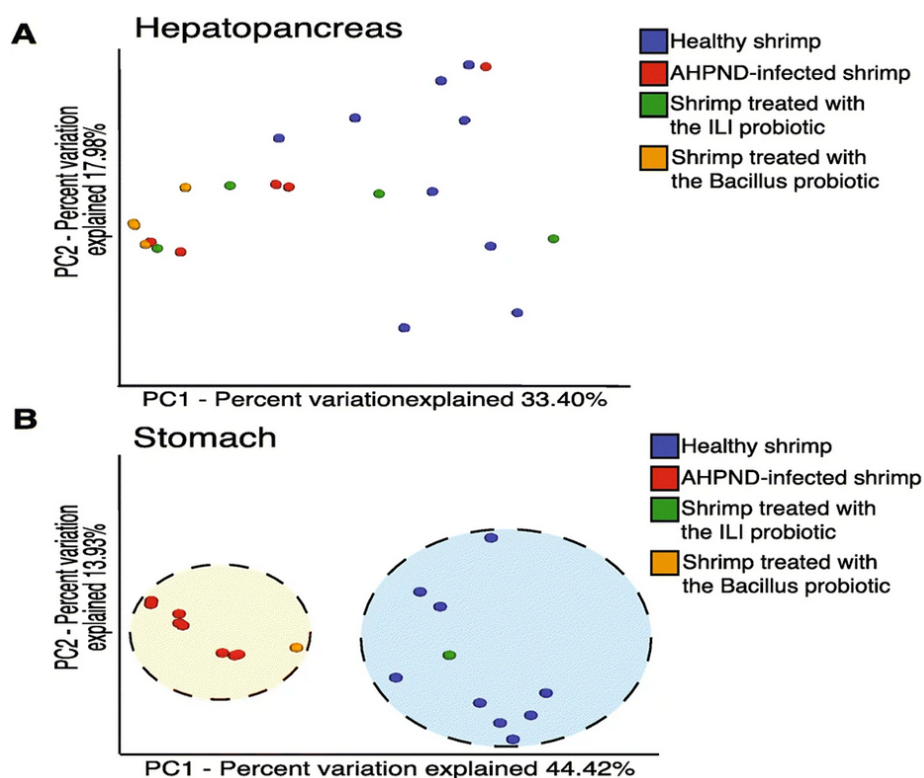 A
Hepatopancreas
PC2 - Percent variation
explained 17.98%
PC1 - Percent variationexplained 33.40%
Healthy shrimp
AHPND-infected shrimp
Shrimp treated with
the ILI probiotic
Shrimp treated with
the Bacillus probiotic
B
Stomach
PC2 - Percent variation
explained 13.93%
PC1 - Percent variation explained 44.42%
Healthy shrimp
AHPND-infected shrimp
Shrimp treated with
the ILI probiotic
Shrimp treated with
the Bacillus probiotic